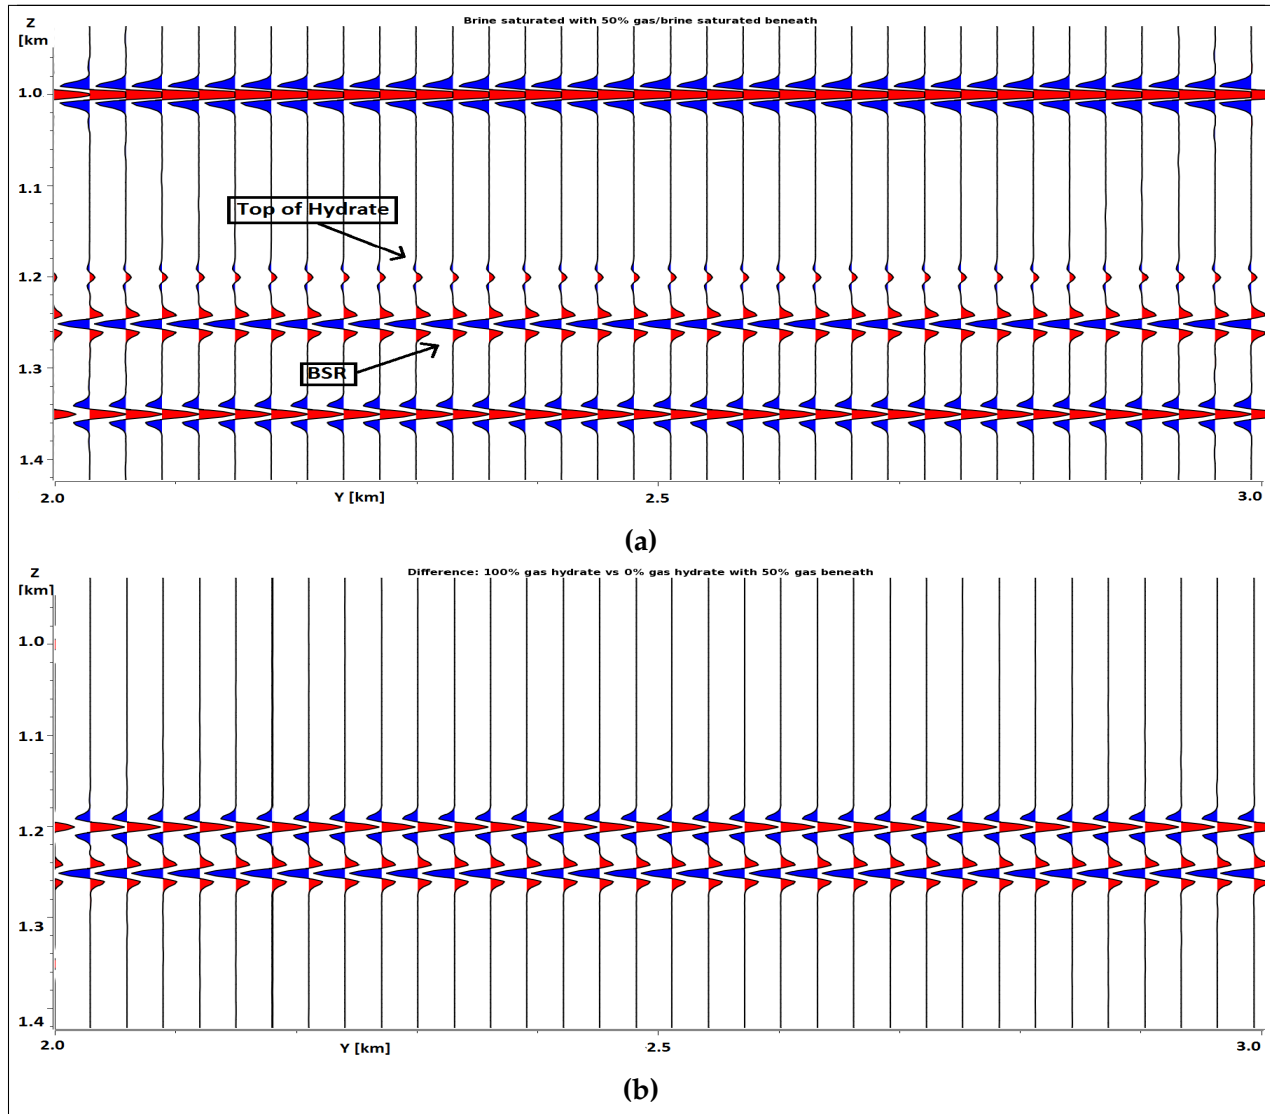 Brine saturated with 50% gas/brine saturated beneath
Z
[km
1.0
1.1
Top of Hydrate
1.2
BSR
1.3
1.4
2.0
Y [km]
2.5
3.0
(a)
Difference: 100% gas hydrate vs 0% gas hydrate with 50% gas beneath
Z
[km]
1.0
1.1
1.2
1.3
1.4
2.0
Y [km]
2.5
3.0
(b)